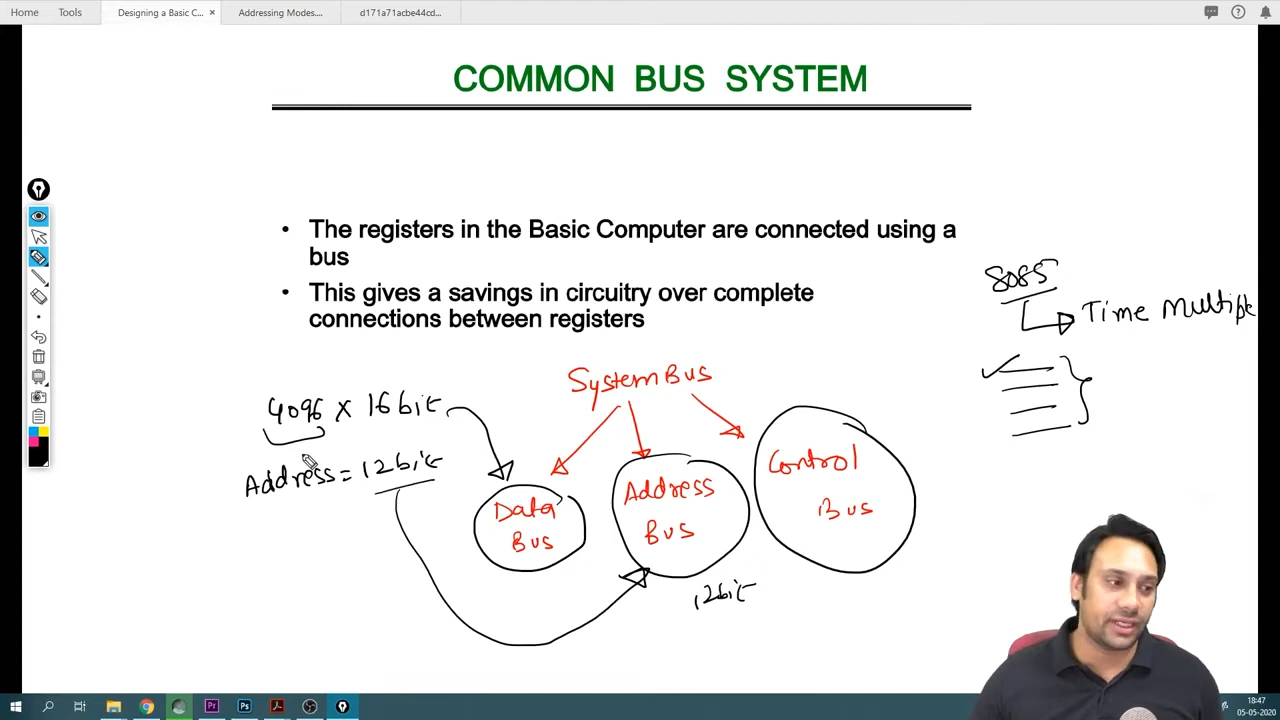 Home Tools Designing a Basic C... × Addressing Modes.... d171a71acbe44cd...
COMMON BUS SYSTEM
• The registers in the Basic Computer are connected using a
bus
• This gives a savings in circuitry over complete
connections between registers
8085
Time Multiple
System Bus
4096 x 16 bit
Address = 12 bit
Data
Bus
Address
Bus
Control
Bus
12 bit
18:47
05-05-2020